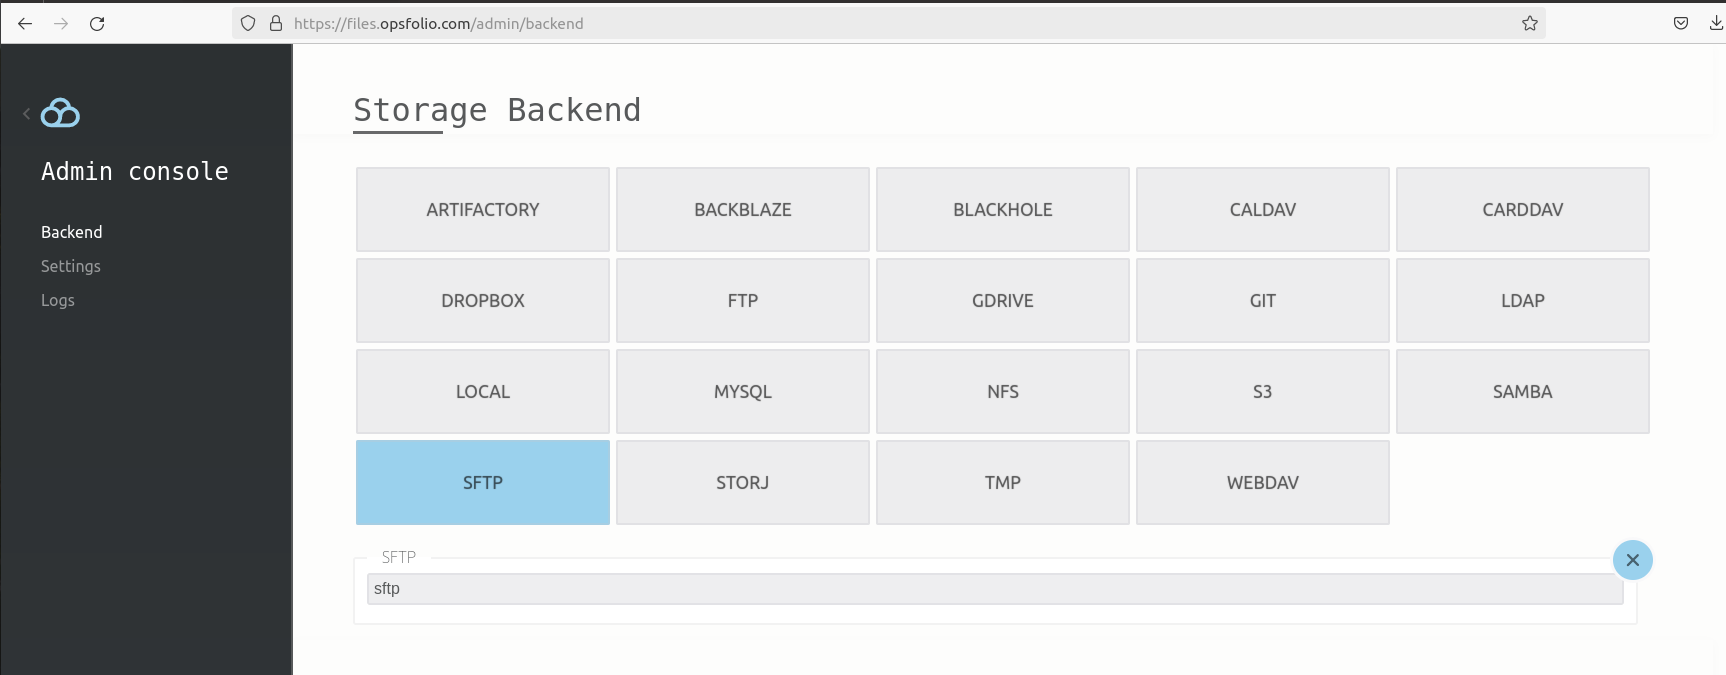 https://files.opsfolio.com/admin/backend
Admin console
Backend
Settings
Logs
Storage Backend
ARTIFACTORY BACKBLAZE BLACKHOLE CALDAV CARDDAV
DROPBOX FTP GDRIVE GIT LDAP
LOCAL MYSQL NFS S3 SAMBA
SFTP STORJ TMP WEBDAV
SFTP
sftp